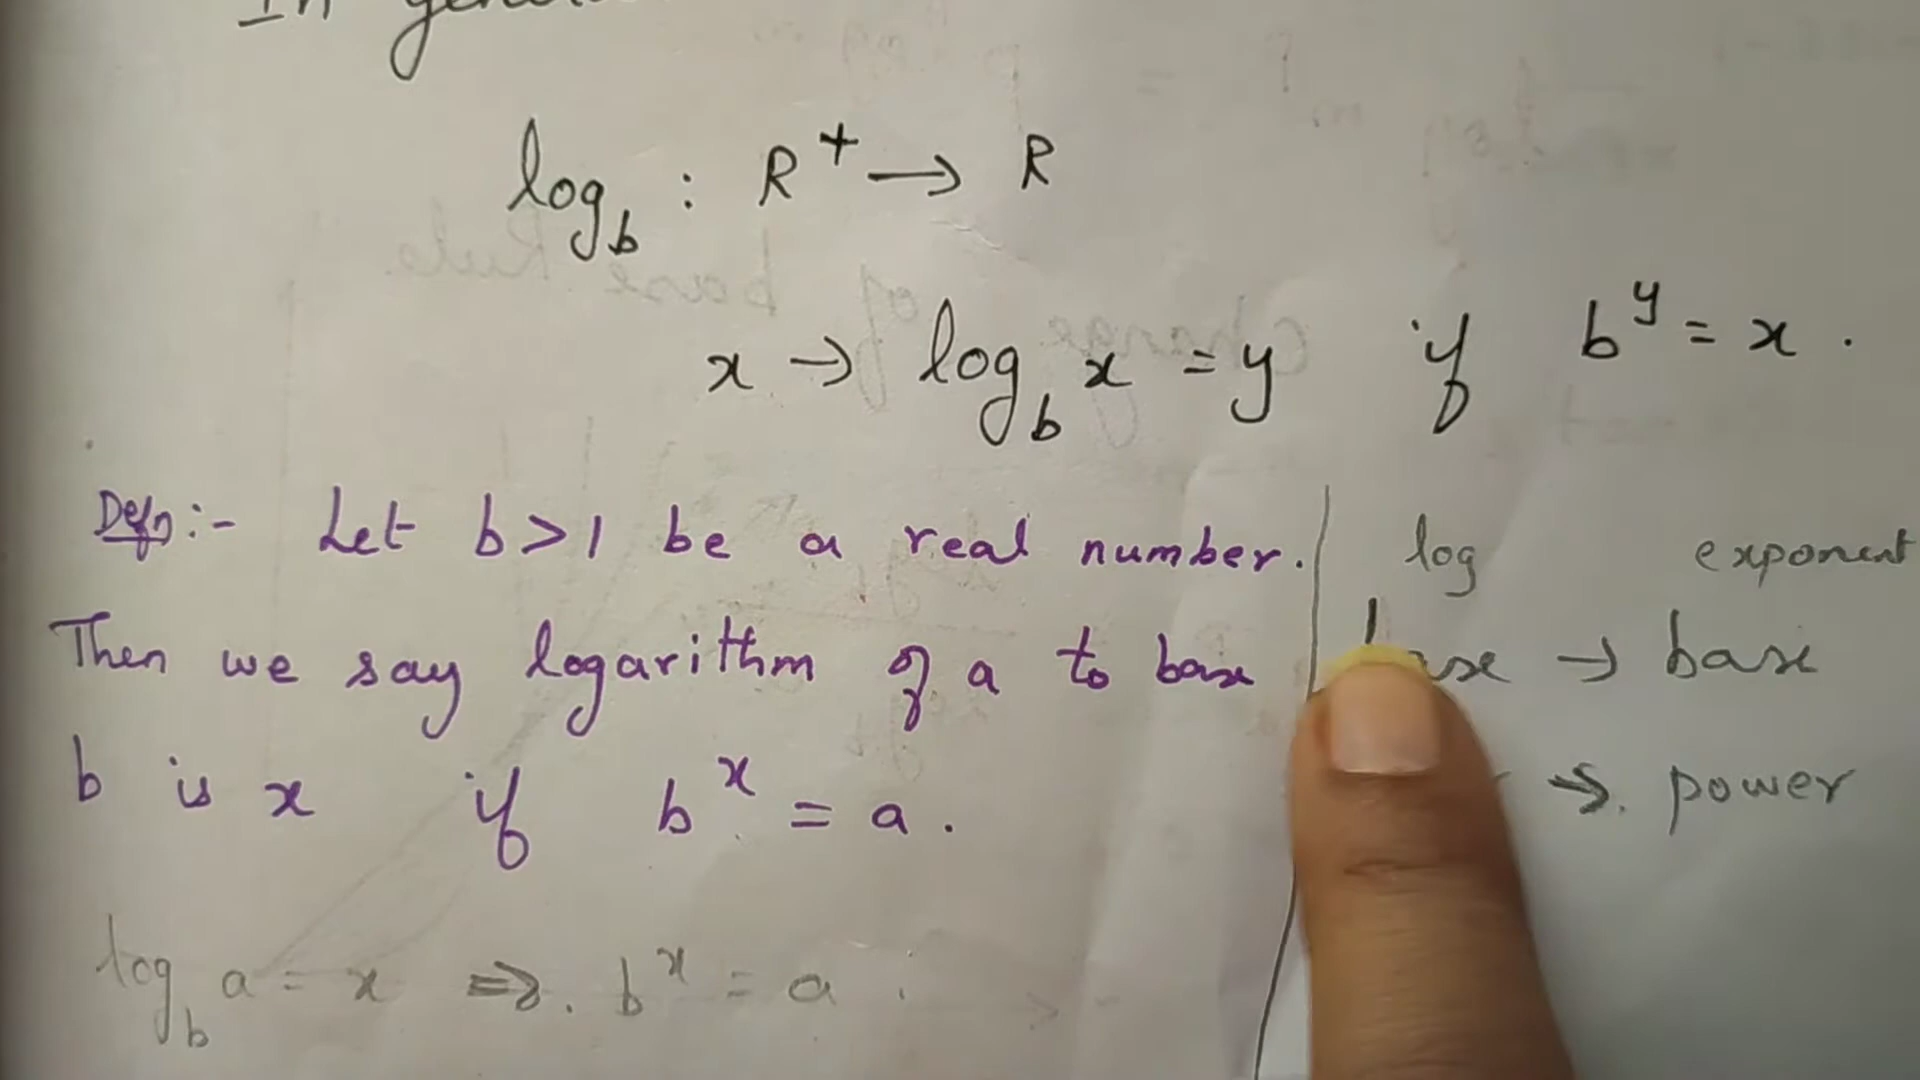 In
log_b : R⁺ → R
x → log_b x = y if b^y = x .
Defn:- Let b > 1 be a real number.
Then we say logarithm of a to base
b is x if b^x = a .
log_b a = x ⇒ . b^x = a .
log exponent
→ base
⇒ . power